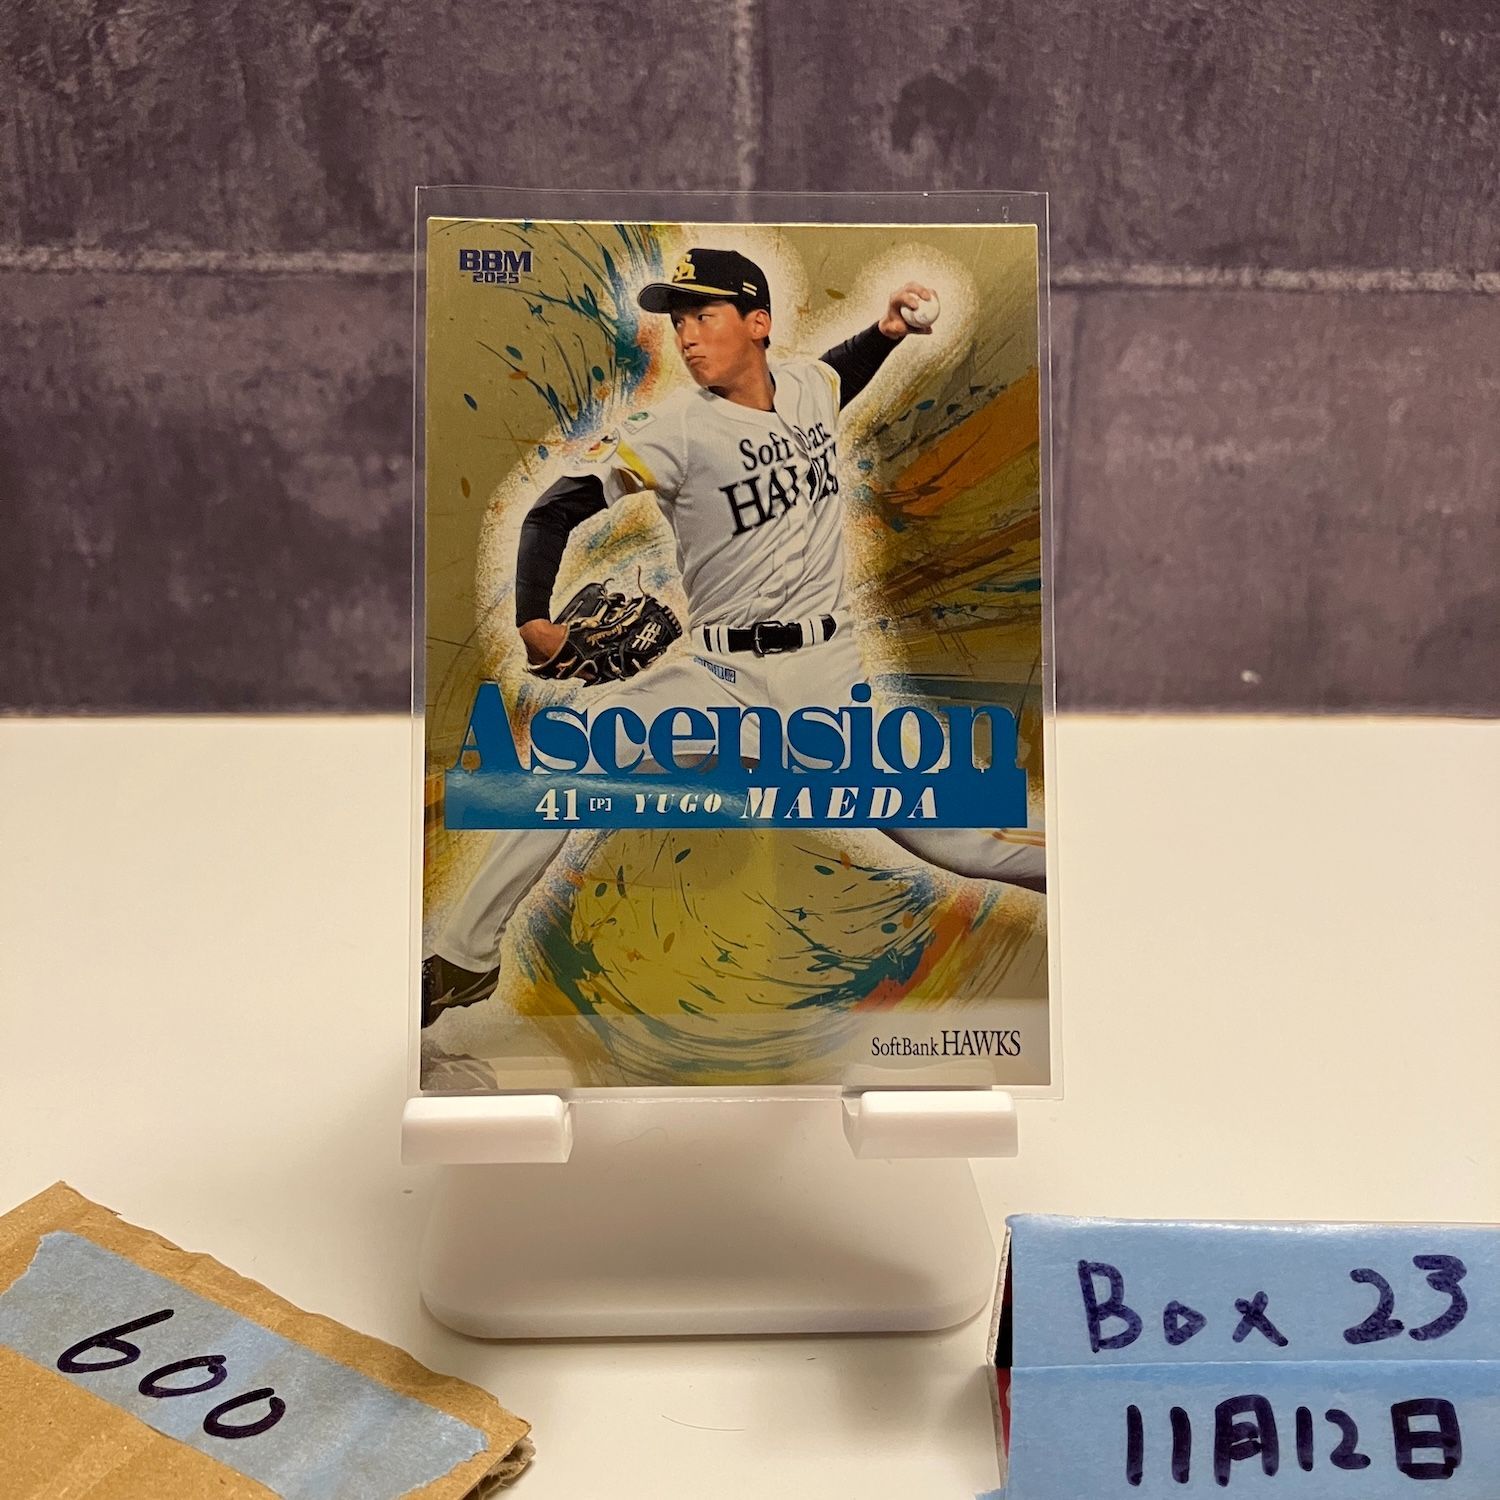 BBM
2025
SoftBank
HAWKS
Ascension
41 [P] YUGO MAEDA
SoftBank HAWKS
600
Box 23
11月12日